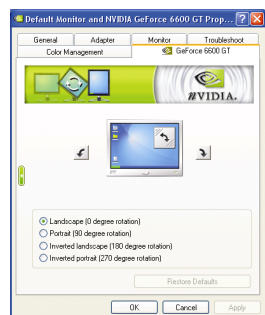 Default Monitor and NVIDIA GeForce 6600 GT Prop...
General Adapter Monitor Troubleshoot
Color Management GeForce 6600 GT
NVIDIA.
Landscape (0 degree rotation)
Portrait (90 degree rotation)
Inverted landscape (180 degree rotation)
Inverted portrait (270 degree rotation)
Restore Defaults
OK Cancel Apply